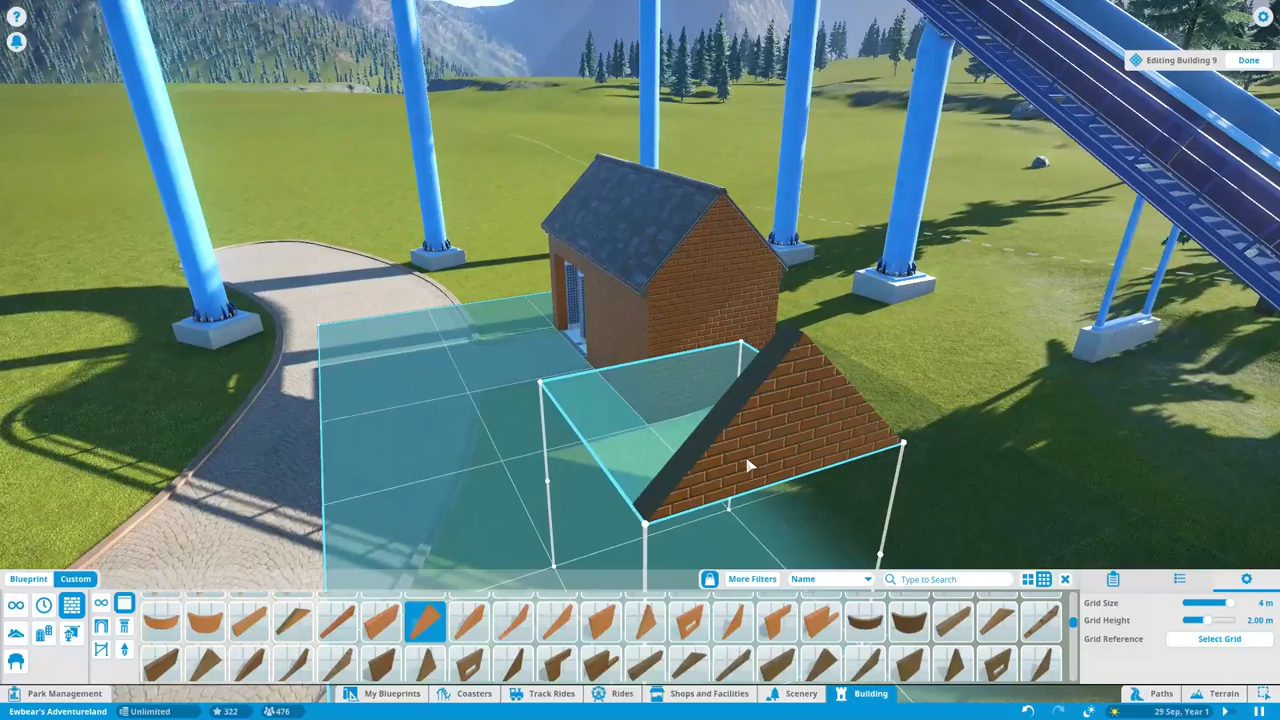 Editing Building 9 Done
Blueprint Custom More Filters Name Type to Search
Grid Size 4 m
Grid Height 2.00 m
Grid Reference Select Grid
Park Management My Blueprints Coasters Track Rides Rides Shops and Facilities Scenery Building Paths Terrain
Ewbear's Adventureland Unlimited 322 476 29 Sep, Year 1